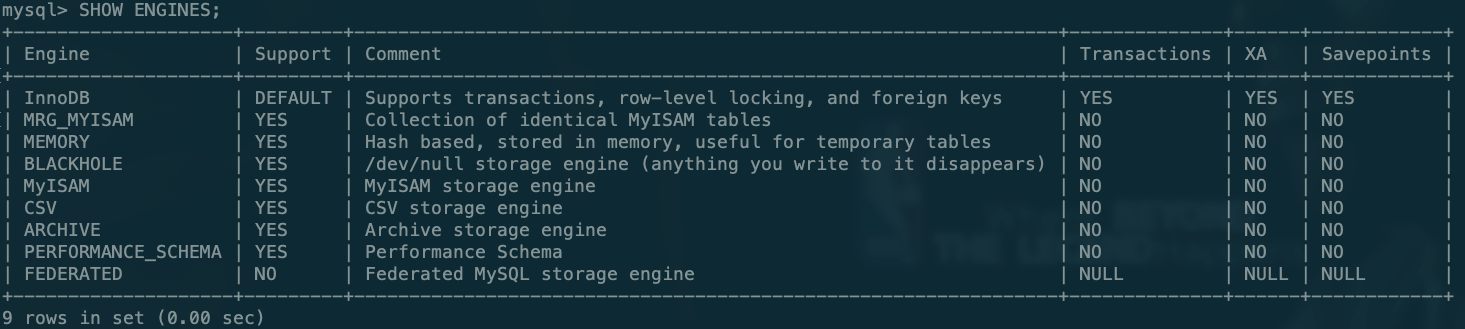 mysql> SHOW ENGINES;
+--------------------+---------+----------------------------------------------------------------+--------------+------+------------+
| Engine             | Support | Comment                                                        | Transactions | XA   | Savepoints |
+--------------------+---------+----------------------------------------------------------------+--------------+------+------------+
| InnoDB             | DEFAULT | Supports transactions, row-level locking, and foreign keys     | YES          | YES  | YES        |
| MRG_MYISAM         | YES     | Collection of identical MyISAM tables                          | NO           | NO   | NO         |
| MEMORY             | YES     | Hash based, stored in memory, useful for temporary tables      | NO           | NO   | NO         |
| BLACKHOLE          | YES     | /dev/null storage engine (anything you write to it disappears) | NO           | NO   | NO         |
| MyISAM             | YES     | MyISAM storage engine                                          | NO           | NO   | NO         |
| CSV                | YES     | CSV storage engine                                             | NO           | NO   | NO         |
| ARCHIVE            | YES     | Archive storage engine                                         | NO           | NO   | NO         |
| PERFORMANCE_SCHEMA | YES     | Performance Schema                                             | NO           | NO   | NO         |
| FEDERATED          | NO      | Federated MySQL storage engine                                 | NULL         | NULL | NULL       |
+--------------------+---------+----------------------------------------------------------------+--------------+------+------------+
9 rows in set (0.00 sec)